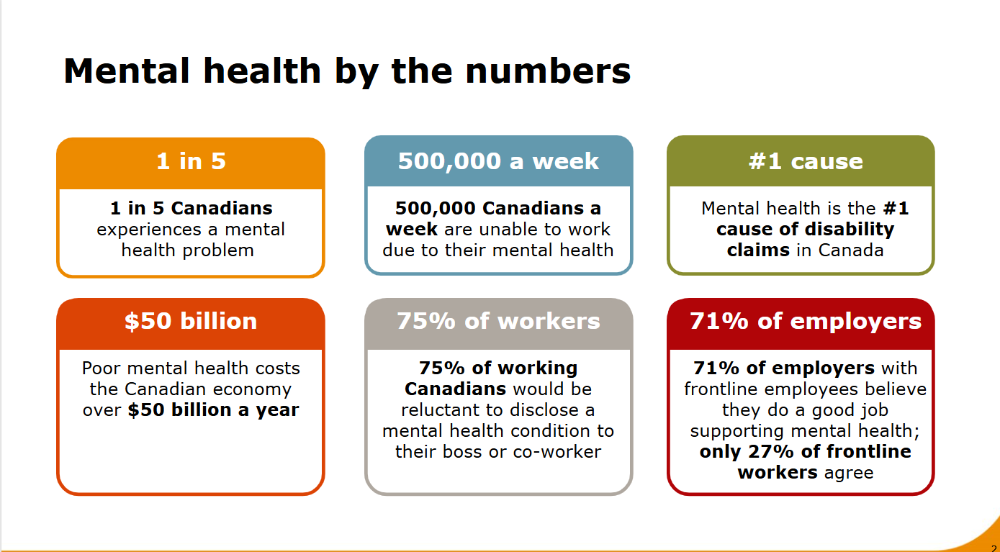 Mental health by the numbers
1 in 5
1 in 5 Canadians
experiences a mental
health problem
500,000 a week
500,000 Canadians a
week are unable to work
due to their mental health
#1 cause
Mental health is the #1
cause of disability
claims in Canada
$50 billion
Poor mental health costs
the Canadian economy
over $50 billion a year
75% of workers
75% of working
Canadians would be
reluctant to disclose a
mental health condition to
their boss or co-worker
71% of employers
71% of employers with
frontline employees believe
they do a good job
supporting mental health;
only 27% of frontline
workers agree
2